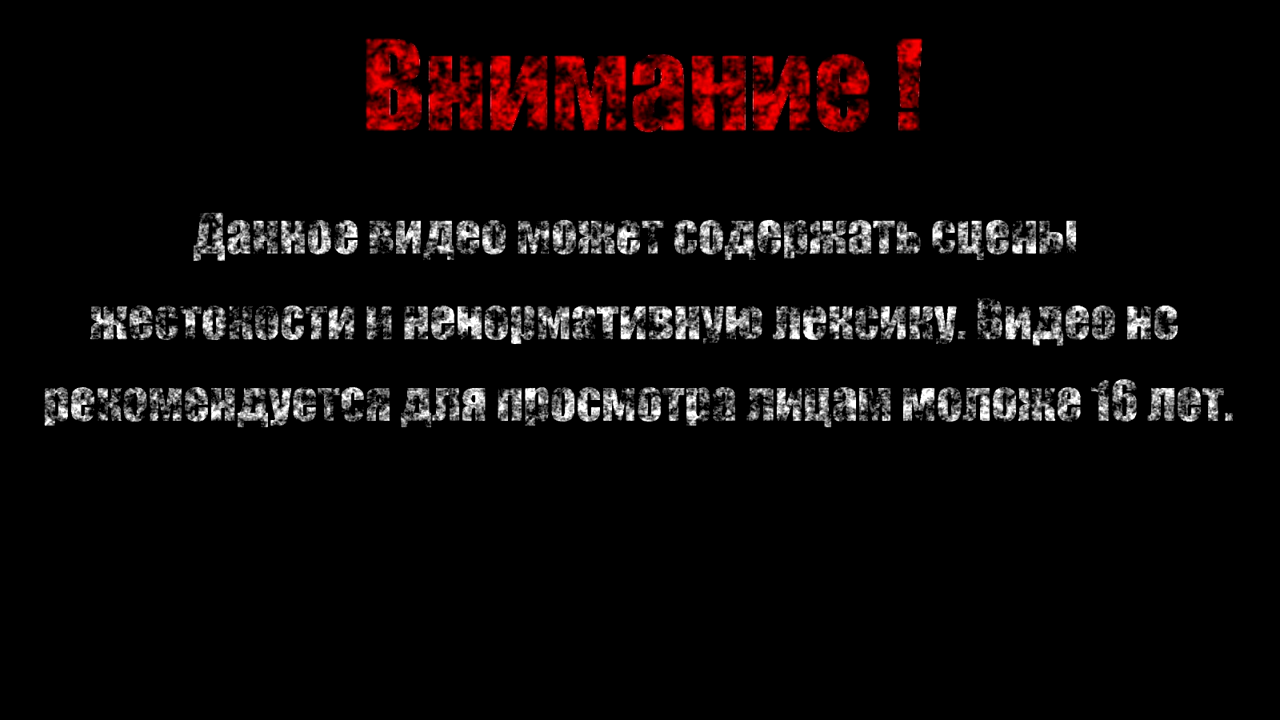 Внимание !
Данное видео может содержать сцены
жестокости и ненормативную лексику. Видео не
рекомендуется для просмотра лицам моложе 16 лет.